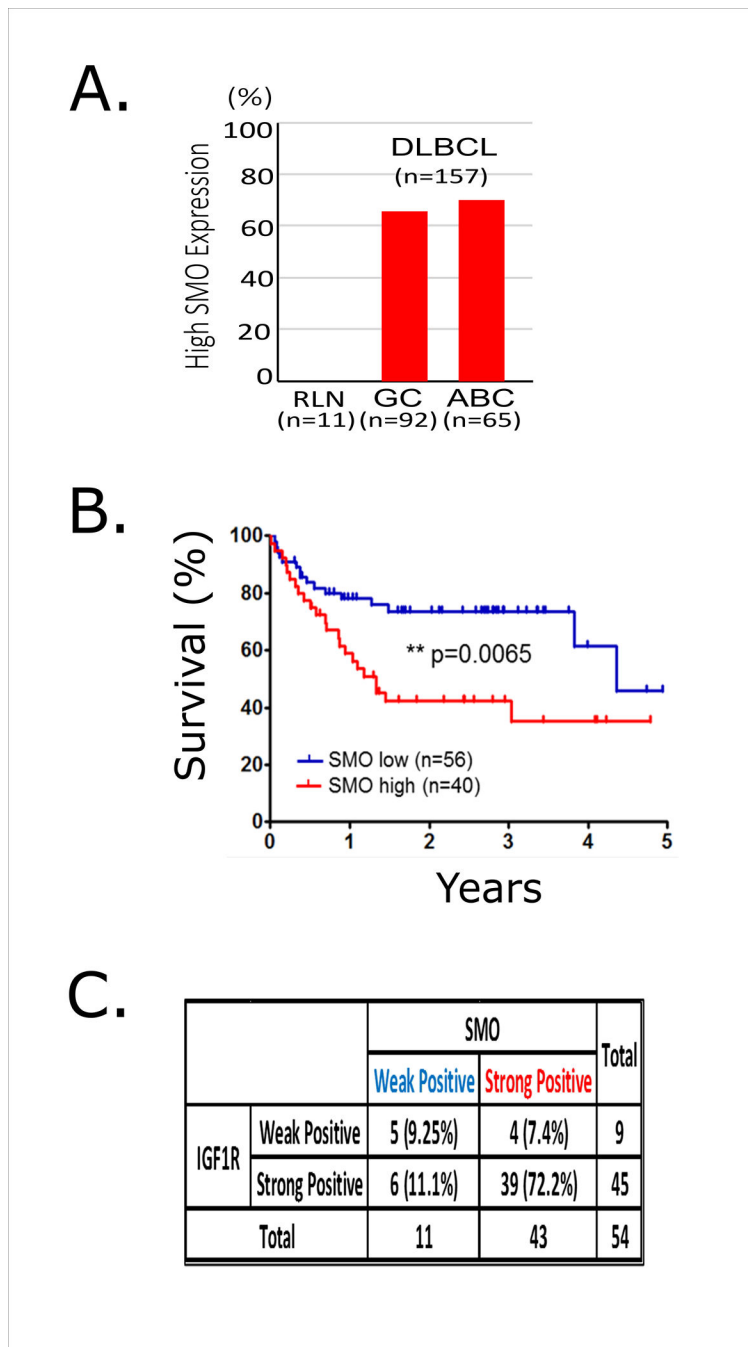 A.
(%)
100
80
60
40
20
0
High SMO Expression
DLBCL
(n=157)
RLN GC ABC
(n=11) (n=92) (n=65)
B.
Survival (%)
100
80
60
40
20
0
** p=0.0065
SMO low (n=56)
SMO high (n=40)
0 1 2 3 4 5
Years
C.
SMO Total
Weak Positive Strong Positive
IGF1R Weak Positive 5 (9.25%) 4 (7.4%) 9
Strong Positive 6 (11.1%) 39 (72.2%) 45
Total 11 43 54